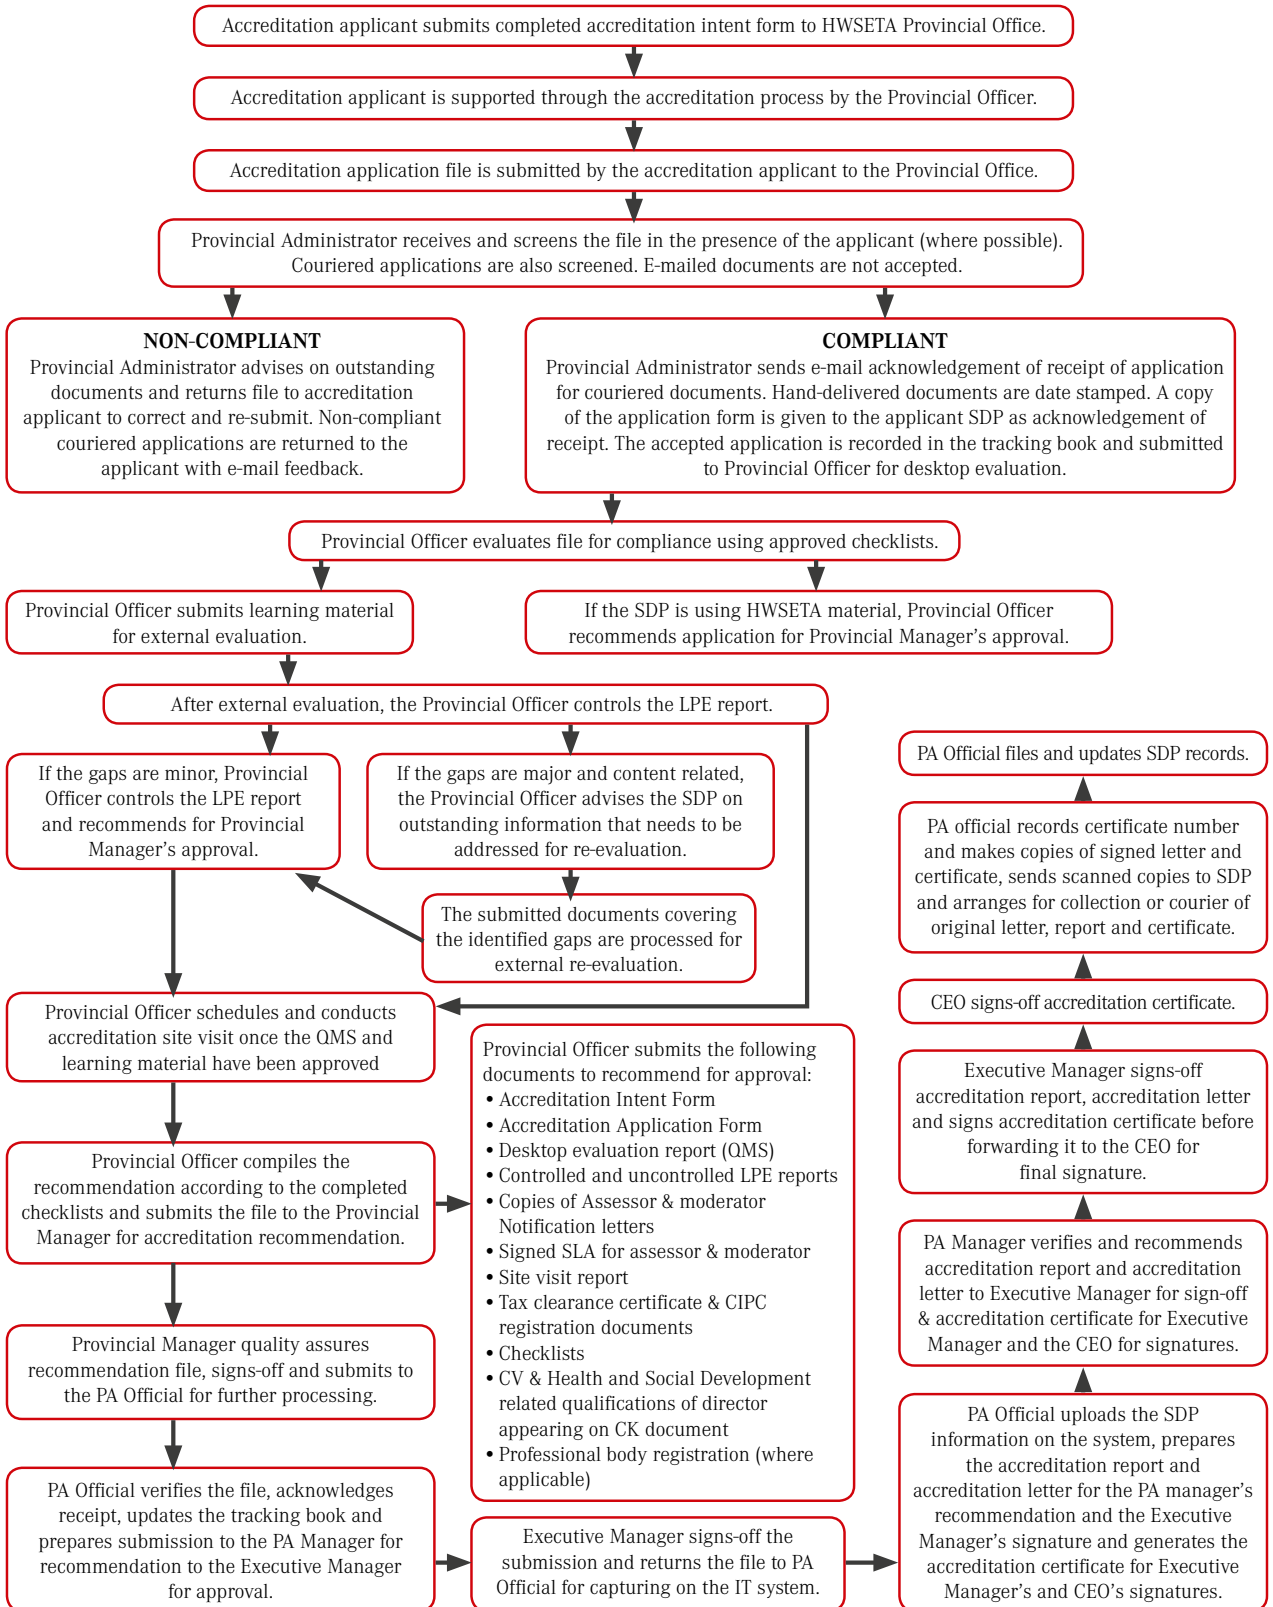 Accreditation applicant submits completed accreditation intent form to HWSETA Provincial Office.
Accreditation applicant is supported through the accreditation process by the Provincial Officer.
Accreditation application file is submitted by the accreditation applicant to the Provincial Office.
Provincial Administrator receives and screens the file in the presence of the applicant (where possible).
Couriered applications are also screened. E-mailed documents are not accepted.
NON-COMPLIANT
Provincial Administrator advises on outstanding
documents and returns file to accreditation
applicant to correct and re-submit. Non-compliant
couriered applications are returned to the
applicant with e-mail feedback.
COMPLIANT
Provincial Administrator sends e-mail acknowledgement of receipt of application
for couriered documents. Hand-delivered documents are date stamped. A copy
of the application form is given to the applicant SDP as acknowledgement of
receipt. The accepted application is recorded in the tracking book and submitted
to Provincial Officer for desktop evaluation.
Provincial Officer evaluates file for compliance using approved checklists.
Provincial Officer submits learning material
for external evaluation.
If the SDP is using HWSETA material, Provincial Officer
recommends application for Provincial Manager's approval.
After external evaluation, the Provincial Officer controls the LPE report.
If the gaps are minor, Provincial
Officer controls the LPE report
and recommends for Provincial
Manager's approval.
If the gaps are major and content related,
the Provincial Officer advises the SDP on
outstanding information that needs to be
addressed for re-evaluation.
The submitted documents covering
the identified gaps are processed for
external re-evaluation.
Provincial Officer schedules and conducts
accreditation site visit once the QMS and
learning material have been approved
Provincial Officer compiles the
recommendation according to the completed
checklists and submits the file to the Provincial
Manager for accreditation recommendation.
Provincial Officer submits the following
documents to recommend for approval:
• Accreditation Intent Form
• Accreditation Application Form
• Desktop evaluation report (QMS)
• Controlled and uncontrolled LPE reports
• Copies of Assessor & moderator
Notification letters
• Signed SLA for assessor & moderator
• Site visit report
• Tax clearance certificate & CIPC
registration documents
• Checklists
• CV & Health and Social Development
related qualifications of director
appearing on CK document
• Professional body registration (where
applicable)
Provincial Manager quality assures
recommendation file, signs-off and submits to
the PA Official for further processing.
PA Official verifies the file, acknowledges
receipt, updates the tracking book and
prepares submission to the PA Manager for
recommendation to the Executive Manager
for approval.
Executive Manager signs-off the
submission and returns the file to PA
Official for capturing on the IT system.
PA Official uploads the SDP
information on the system, prepares
the accreditation report and
accreditation letter for the PA manager's
recommendation and the Executive
Manager's signature and generates the
accreditation certificate for Executive
Manager's and CEO's signatures.
PA Manager verifies and recommends
accreditation report and accreditation
letter to Executive Manager for sign-off
& accreditation certificate for Executive
Manager and the CEO for signatures.
Executive Manager signs-off
accreditation report, accreditation letter
and signs accreditation certificate before
forwarding it to the CEO for
final signature.
CEO signs-off accreditation certificate.
PA official records certificate number
and makes copies of signed letter and
certificate, sends scanned copies to SDP
and arranges for collection or courier of
original letter, report and certificate.
PA Official files and updates SDP records.